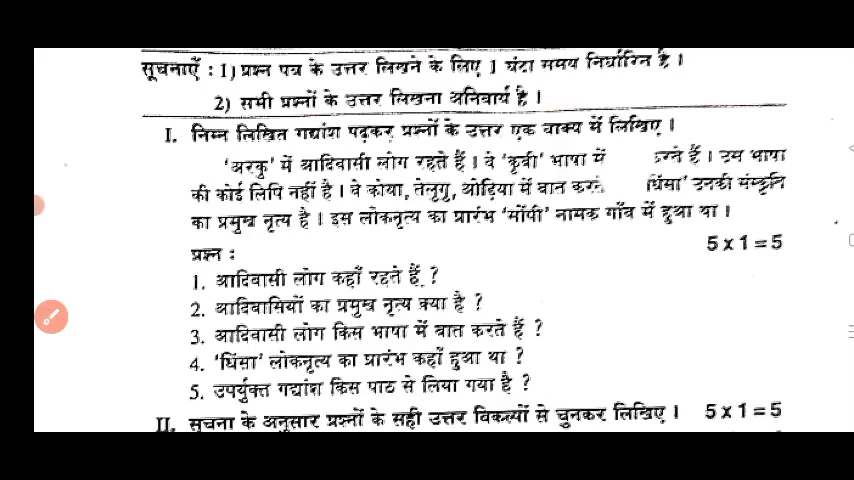 सूचनाएँ : 1) प्रश्न पत्र के उत्तर लिखने के लिए 1 घंटा समय निर्धारित है ।
2) सभी प्रश्नों के उत्तर लिखना अनिवार्य है ।
I. निम्न लिखित गद्यांश पढ़कर प्रश्नों के उत्तर एक वाक्य में लिखिए ।
'अरकु' में आदिवासी लोग रहते हैं । वे 'कूवी' भाषा में हैं । उस भाषा
की कोई लिपि नहीं है । वे कोया, तेलुगु, ओड़िया में बात करते धिंसा' उनकी संस्कृति
का प्रमुख नृत्य है । इस लोकनृत्य का प्रारंभ नामक गाँव में हुआ था ।
5 x 1 = 5
प्रश्न :
1. आदिवासी लोग कहाँ रहते हैं ?
2. आदिवासियों का प्रमुख नृत्य क्या है ?
3. आदिवासी लोग किस भाषा में बात करते हैं ?
4. 'धिंसा' लोकनृत्य का प्रारंभ कहाँ हुआ था ?
5. उपर्युक्त गद्यांश किस पाठ से लिया गया है ?
II. सूचना के अनुसार प्रश्नों के सही उत्तर विकल्पों से चुनकर लिखिए । 5 x 1 = 5